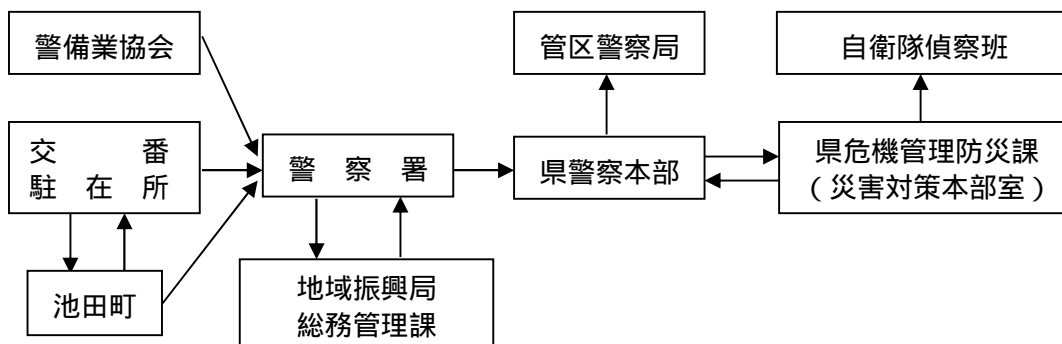 警備業協会
管区警察局
自衛隊偵察班
交番
駐在所
警察署
県警察本部
県危機管理防災課
(災害対策本部室)
池田町
地域振興局
総務管理課